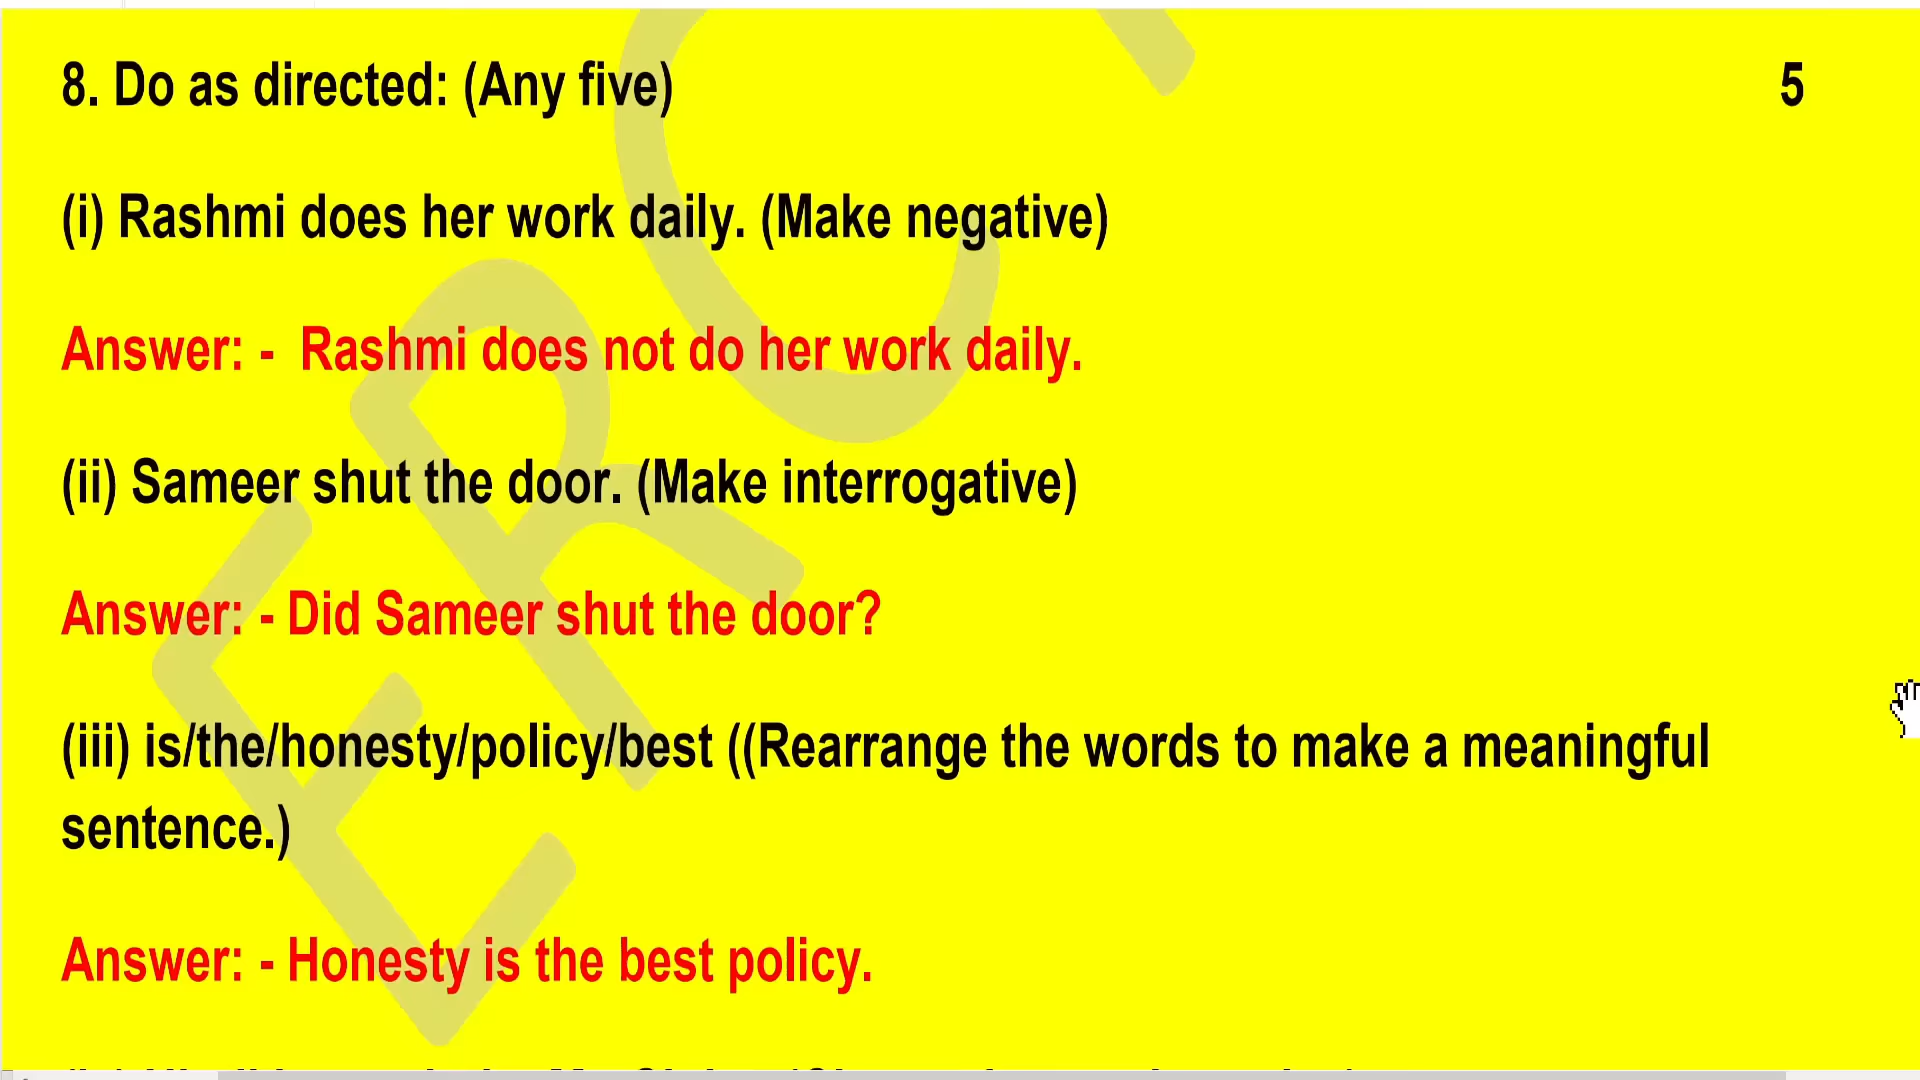 8. Do as directed: (Any five) 5
(i) Rashmi does her work daily. (Make negative)
Answer: -  Rashmi does not do her work daily.
(ii) Sameer shut the door. (Make interrogative)
Answer: - Did Sameer shut the door?
(iii) is/the/honesty/policy/best ((Rearrange the words to make a meaningful
sentence.)
Answer: - Honesty is the best policy.